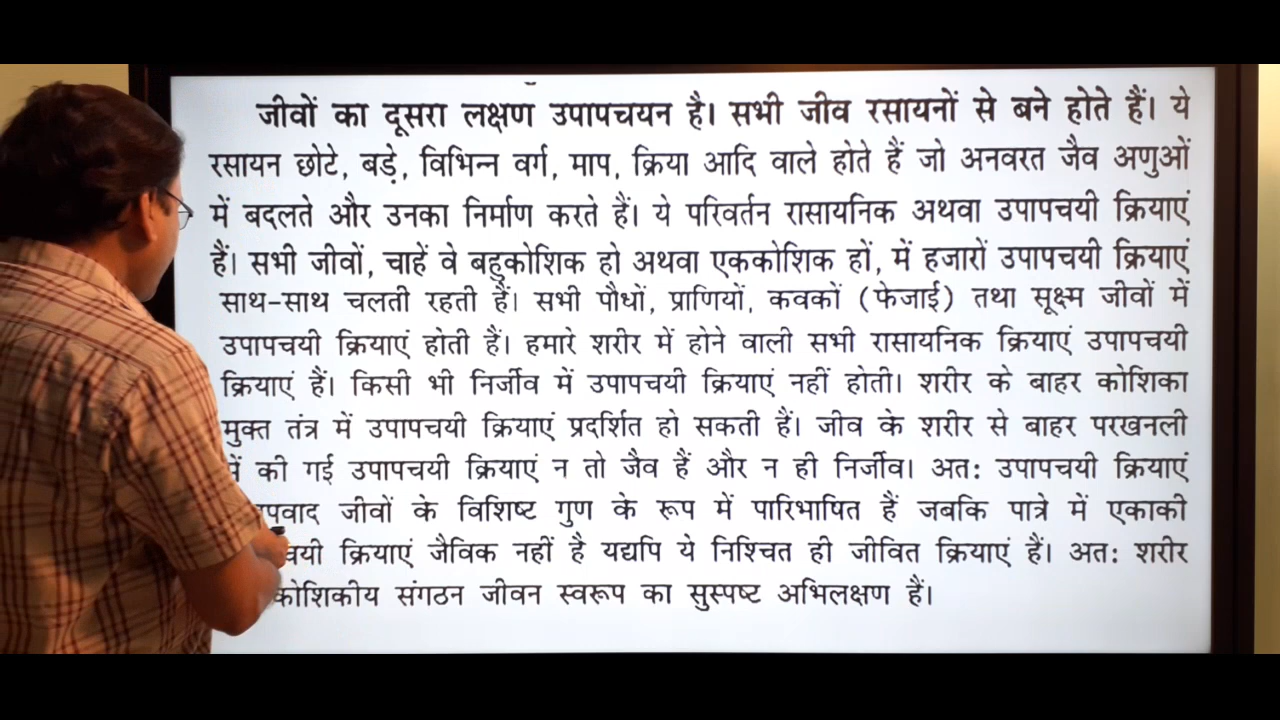 जीवों का दूसरा लक्षण उपापचयन है। सभी जीव रसायनों से बने होते हैं। ये
रसायन छोटे, बड़े, विभिन्न वर्ग, माप, क्रिया आदि वाले होते हैं जो अनवरत जैव अणुओं
में बदलते और उनका निर्माण करते हैं। ये परिवर्तन रासायनिक अथवा उपापचयी क्रियाएं
हैं। सभी जीवों, चाहें वे बहुकोशिक हो अथवा एककोशिक हों, में हजारों उपापचयी क्रियाएं
साथ-साथ चलती रहती हैं। सभी पौधों, प्राणियों, कवकों (फेजाई) तथा सूक्ष्म जीवों में
उपापचयी क्रियाएं होती हैं। हमारे शरीर में होने वाली सभी रासायनिक क्रियाएं उपापचयी
क्रियाएं हैं। किसी भी निर्जीव में उपापचयी क्रियाएं नहीं होती। शरीर के बाहर कोशिका
मुक्त तंत्र में उपापचयी क्रियाएं प्रदर्शित हो सकती हैं। जीव के शरीर से बाहर परखनली
की गई उपापचयी क्रियाएं न तो जैव हैं और न ही निर्जीव। अत: उपापचयी क्रियाएं
जीवों के विशिष्ट गुण के रूप में पारिभाषित हैं जबकि पात्रे में एकाकी
क्रियाएं जैविक नहीं है यद्यपि ये निश्चित ही जीवित क्रियाएं हैं। अत: शरीर
कोशिकीय संगठन जीवन स्वरूप का सुस्पष्ट अभिलक्षण हैं।